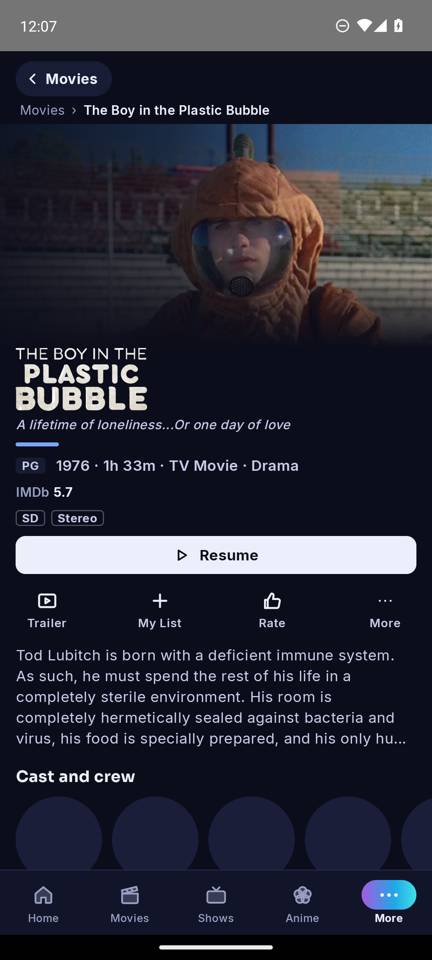 12:07
Movies
Movies › The Boy in the Plastic Bubble
THE BOY IN THE
PLASTIC
BUBBLE
A lifetime of loneliness...Or one day of love
PG 1976 · 1h 33m · TV Movie · Drama
IMDb 5.7
SD Stereo
Resume
Trailer My List Rate More
Tod Lubitch is born with a deficient immune system.
As such, he must spend the rest of his life in a
completely sterile environment. His room is
completely hermetically sealed against bacteria and
virus, his food is specially prepared, and his only hu...
Cast and crew
Home Movies Shows Anime More